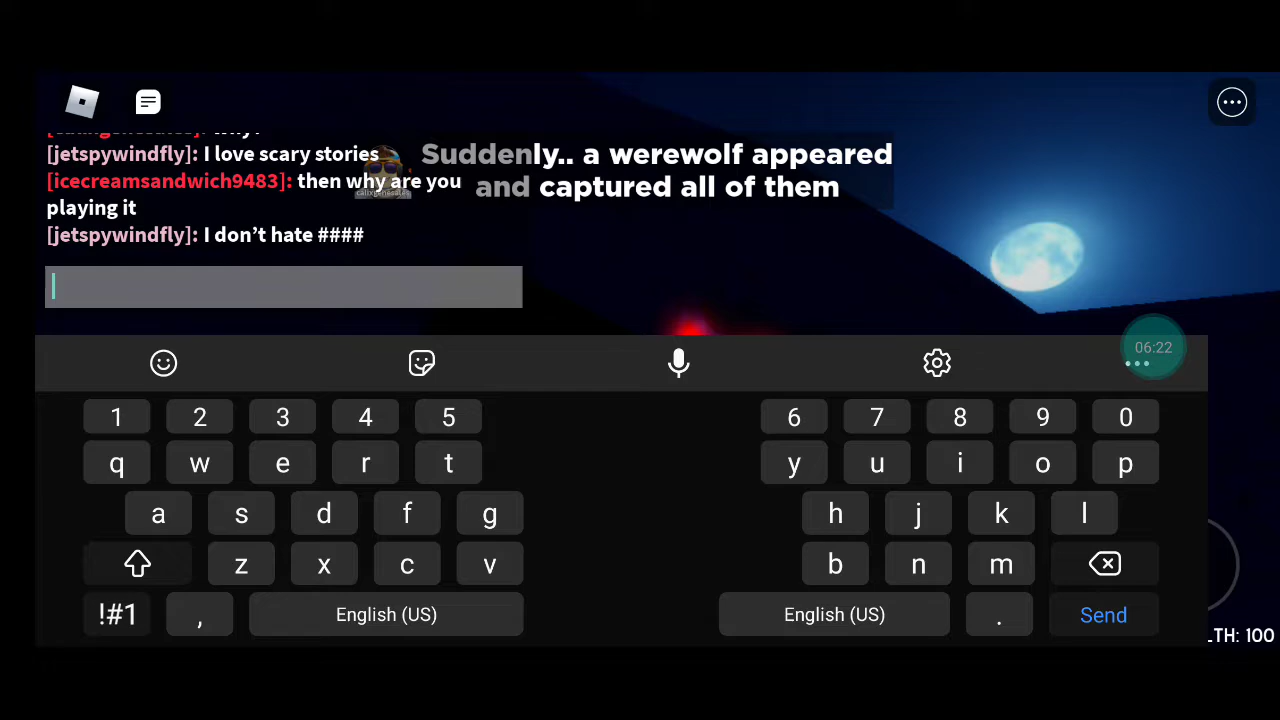 why?
[jetspywindfly]: I love scary stories
[icecreamsandwich9483]: then why are you
playing it
[jetspywindfly]: I don’t hate ####
Suddenly.. a werewolf appeared
and captured all of them
06:22
1 2 3 4 5 6 7 8 9 0
q w e r t y u i o p
a s d f g h j k l
z x c v b n m
!#1 , English (US) English (US) . Send
LTH: 100